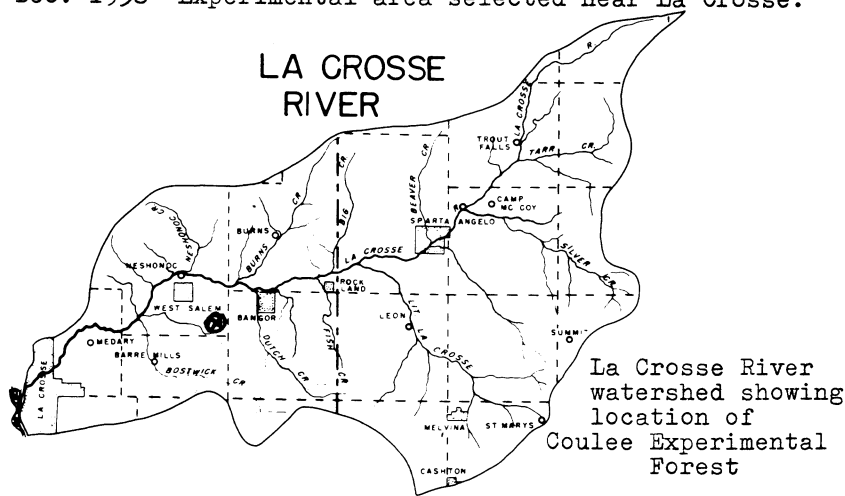 Experimental area selected near La Crosse.
LA CROSSE
RIVER
LA CROSSE
R
TROUT
FALLS
TARR CR.
BEAVER CR
CAMP
MC COY
SPARTA
ANGELO
BIG CR
BURNS
BURNS CR
NESHONOC CR
NESHONOC
LA CROSSE
SILVER CR.
ROCK
LAND
WEST SALEM
BANGOR
LEON
LIT LA CROSSE
SUMMIT
MEDARY
BARRE MILLS
BOSTWICK CR
DUTCH CR
FISH CR
LA CROSSE
MELVINA
ST MARYS
CASHTON
La Crosse River
watershed showing
location of
Coulee Experimental
Forest